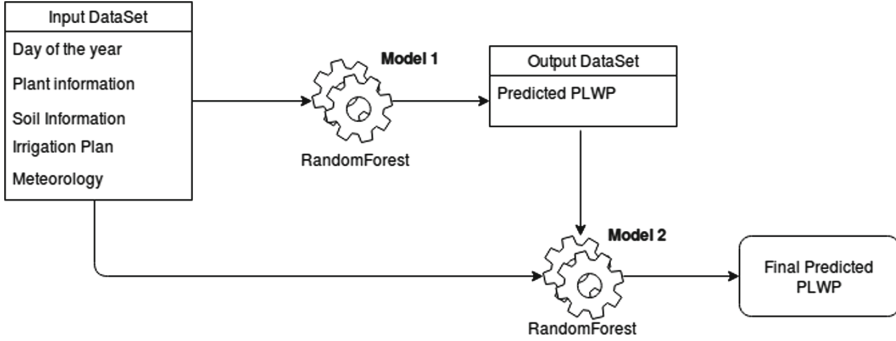 Input DataSet
Day of the year
Plant information
Soil Information
Irrigation Plan
Meteorology
Model 1
RandomForest
Output DataSet
Predicted PLWP
Model 2
RandomForest
Final Predicted
PLWP